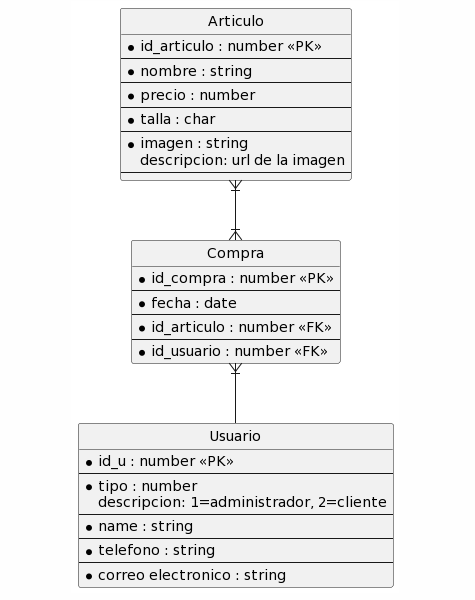 Articulo
id_articulo : number «PK»
nombre : string
precio : number
talla : char
imagen : string
descripcion: url de la imagen
Compra
id_compra : number «PK»
fecha : date
id_articulo : number «FK»
id_usuario : number «FK»
Usuario
id_u : number «PK»
tipo : number
descripcion: 1=administrador, 2=cliente
name : string
telefono : string
correo electronico : string